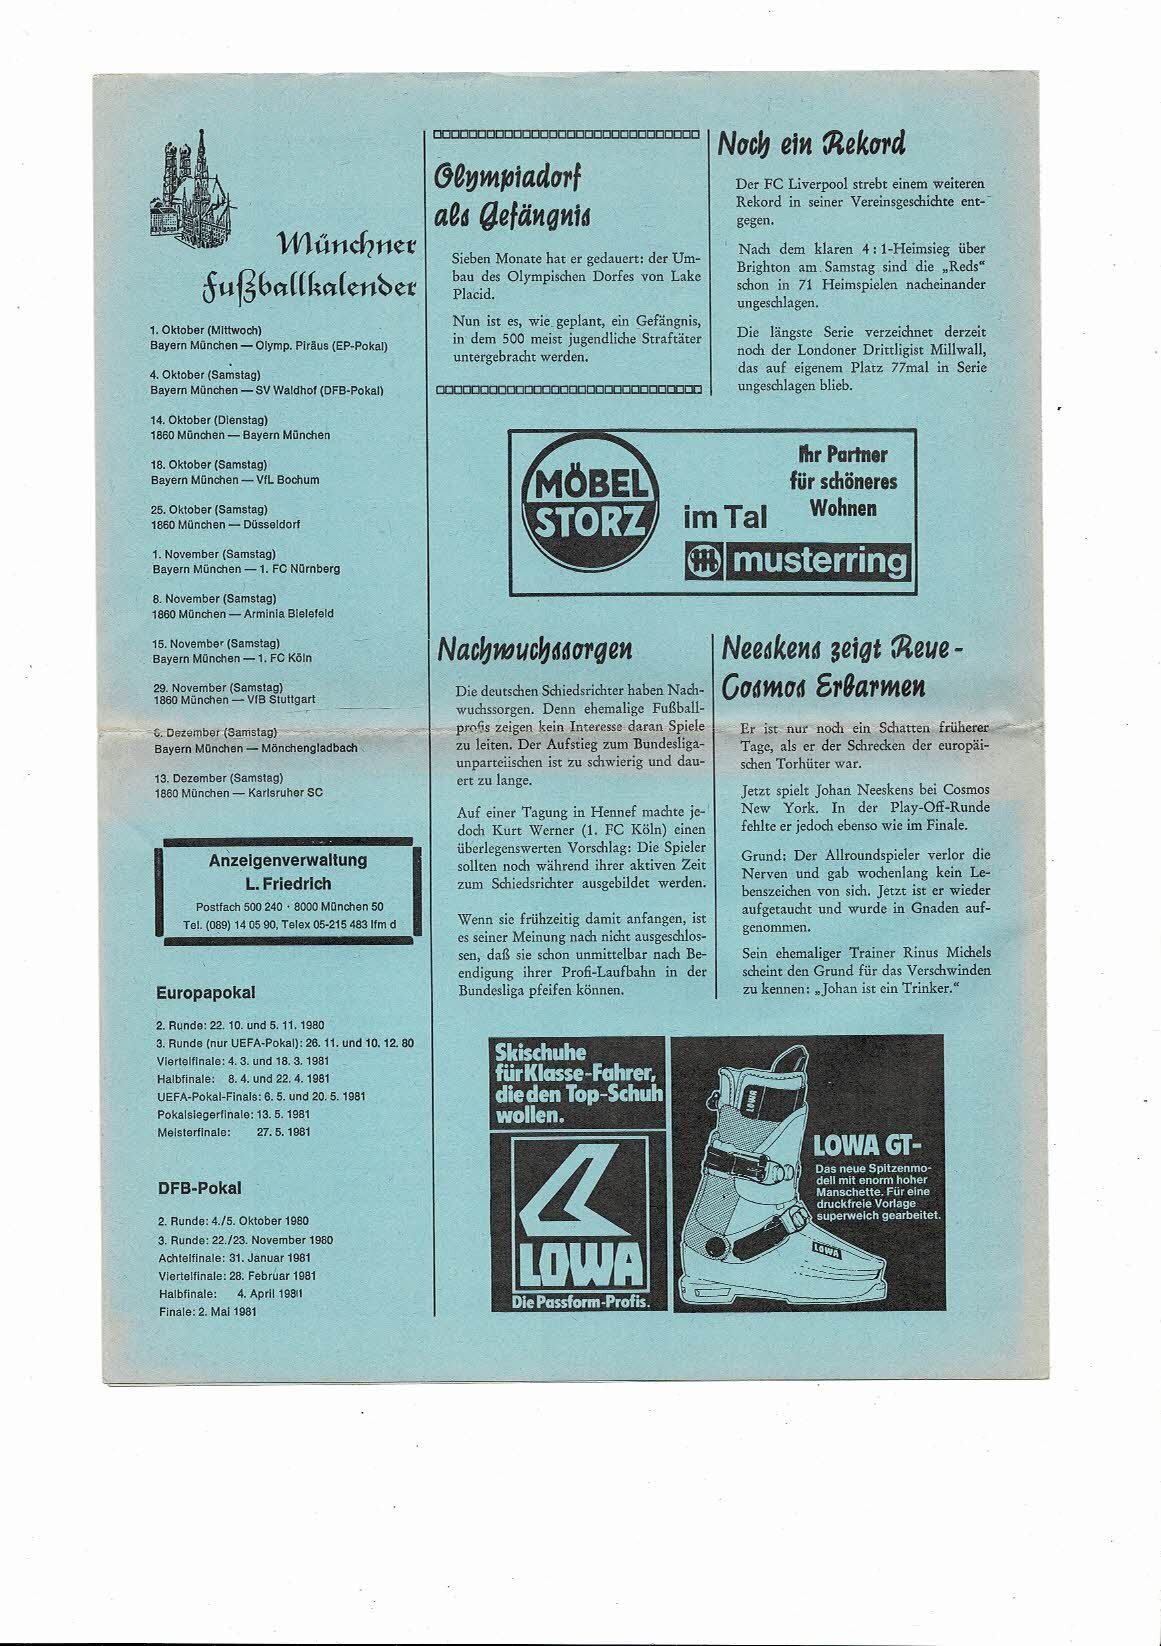 Münchner
Fußballkalender
1. Oktober (Mittwoch)
Bayern München — Olymp. Piräus (EP-Pokal)
4. Oktober (Samstag)
Bayern München — SV Waldhof (DFB-Pokal)
14. Oktober (Dienstag)
1860 München — Bayern München
18. Oktober (Samstag)
Bayern München — VfL Bochum
25. Oktober (Samstag)
1860 München — Düsseldorf
1. November (Samstag)
Bayern München — 1. FC Nürnberg
8. November (Samstag)
1860 München — Arminia Bielefeld
15. November (Samstag)
Bayern München — 1. FC Köln
29. November (Samstag)
1860 München — VfB Stuttgart
6. Dezember (Samstag)
Bayern München — Mönchengladbach
13. Dezember (Samstag)
1860 München — Karlsruher SC
Anzeigenverwaltung
L. Friedrich
Postfach 500 240 · 8000 München 50
Tel. (089) 14 05 90, Telex 05-215 483 lfm d
Europapokal
2. Runde: 22. 10. und 5. 11. 1980
3. Runde (nur UEFA-Pokal): 26. 11. und 10. 12. 80
Viertelfinale: 4. 3. und 18. 3. 1981
Halbfinale: 8. 4. und 22. 4. 1981
UEFA-Pokal-Finals: 6. 5. und 20. 5. 1981
Pokalsiegerfinale: 13. 5. 1981
Meisterfinale: 27. 5. 1981
DFB-Pokal
2. Runde: 4./5. Oktober 1980
3. Runde: 22./23. November 1980
Achtelfinale: 31. Januar 1981
Viertelfinale: 28. Februar 1981
Halbfinale: 4. April 1981
Finale: 2. Mai 1981
Olympiadorf
als Gefängnis
Sieben Monate hat er gedauert: der Um-
bau des Olympischen Dorfes von Lake
Placid.
Nun ist es, wie geplant, ein Gefängnis,
in dem 500 meist jugendliche Straftäter
untergebracht werden.
Noch ein Rekord
Der FC Liverpool strebt einem weiteren
Rekord in seiner Vereinsgeschichte ent-
gegen.
Nach dem klaren 4 : 1-Heimsieg über
Brighton am Samstag sind die „Reds“
schon in 71 Heimspielen nacheinander
ungeschlagen.
Die längste Serie verzeichnet derzeit
noch der Londoner Drittligist Millwall,
das auf eigenem Platz 77mal in Serie
ungeschlagen blieb.
MÖBEL
STORZ
im Tal
Ihr Partner
für schöneres
Wohnen
musterring
Nachwuchssorgen
Die deutschen Schiedsrichter haben Nach-
wuchssorgen. Denn ehemalige Fußball-
profis zeigen kein Interesse daran Spiele
zu leiten. Der Aufstieg zum Bundesliga-
unparteiischen ist zu schwierig und dau-
ert zu lange.
Auf einer Tagung in Hennef machte je-
doch Kurt Werner (1. FC Köln) einen
überlegenswerten Vorschlag: Die Spieler
sollten noch während ihrer aktiven Zeit
zum Schiedsrichter ausgebildet werden.
Wenn sie frühzeitig damit anfangen, ist
es seiner Meinung nach nicht ausgeschlos-
sen, daß sie schon unmittelbar nach Be-
endigung ihrer Profi-Laufbahn in der
Bundesliga pfeifen können.
Neeskens zeigt Reue -
Cosmos Erbarmen
Er ist nur noch ein Schatten früherer
Tage, als er der Schrecken der europäi-
schen Torhüter war.
Jetzt spielt Johan Neeskens bei Cosmos
New York. In der Play-Off-Runde
fehlte er jedoch ebenso wie im Finale.
Grund: Der Allroundspieler verlor die
Nerven und gab wochenlang kein Le-
benszeichen von sich. Jetzt ist er wieder
aufgetaucht und wurde in Gnaden auf-
genommen.
Sein ehemaliger Trainer Rinus Michels
scheint den Grund für das Verschwinden
zu kennen: „Johan ist ein Trinker.“
Skischuhe
für Klasse-Fahrer,
die den Top-Schuh
wollen.
LOWA
Die Passform-Profis.
LOWA
LOWA GT-
Das neue Spitzenmo-
dell mit enorm hoher
Manschette. Für eine
druckfreie Vorlage
superweich gearbeitet.
LOWA